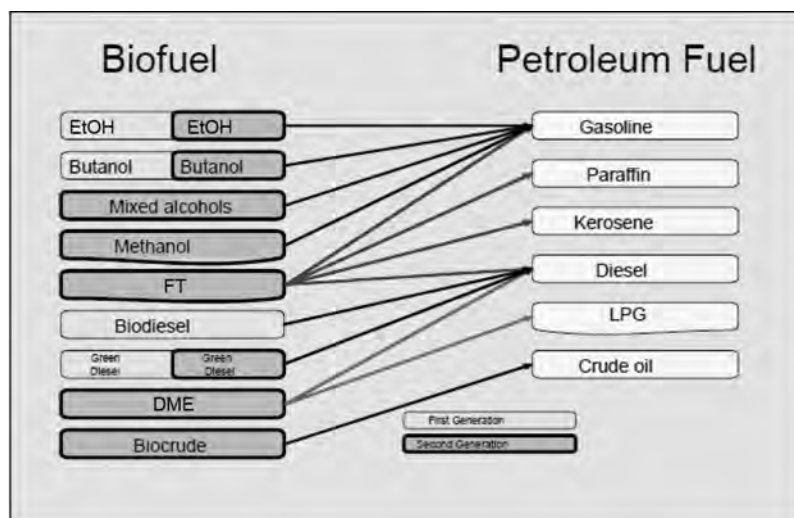 Biofuel
Petroleum Fuel
EtOH
EtOH
Gasoline
Butanol
Butanol
Paraffin
Mixed alcohols
Kerosene
Methanol
Diesel
FT
LPG
Biodiesel
Crude oil
Green
Diesel
Green
Diesel
DME
First Generation
Biocrude
Second Generation